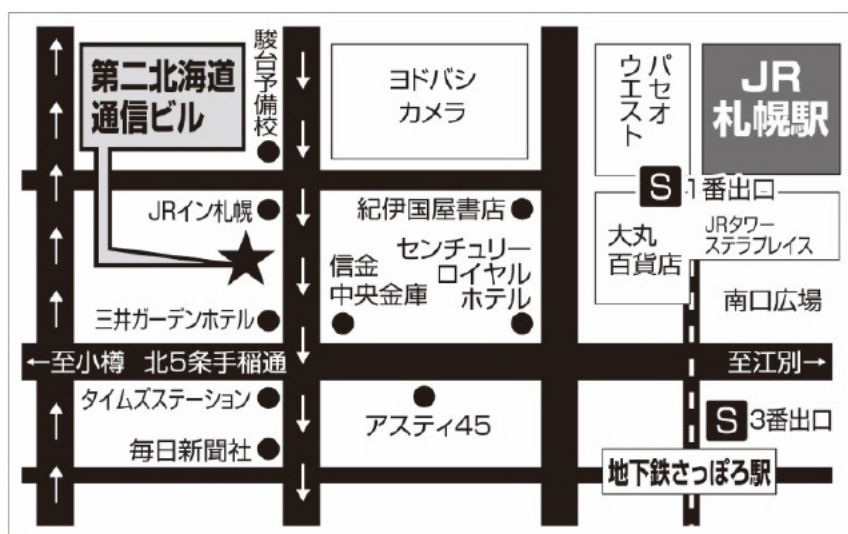 第二北海道
通信ビル
駿台予備校
ヨドバシ
カメラ
パセオ
ウエスト
JR
札幌駅
S 1番出口
JRイン札幌
紀伊国屋書店
大丸
百貨店
JRタワー
ステラプレイス
信金
中央金庫
センチュリー
ロイヤル
ホテル
三井ガーデンホテル
南口広場
←至小樽 北5条手稲通
至江別→
タイムズステーション
アスティ45
S 3番出口
毎日新聞社
地下鉄さっぽろ駅